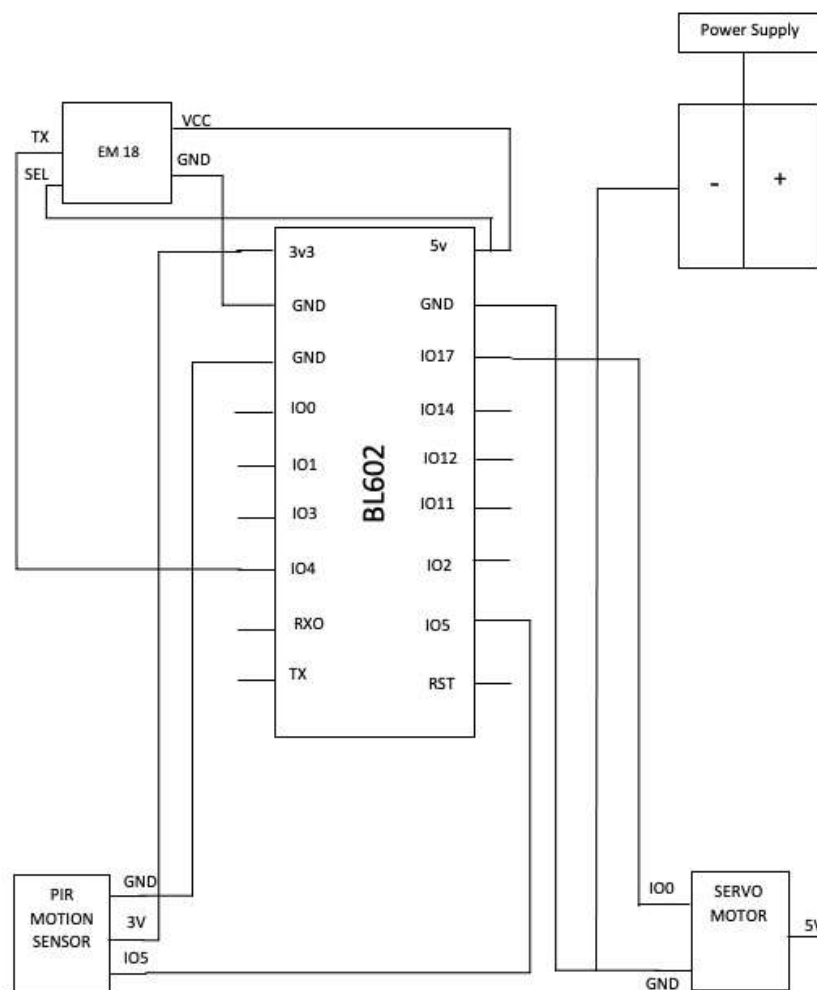 Power Supply
-
+
TX
SEL
EM 18
VCC
GND
3v3
GND
GND
IO0
IO1
IO3
IO4
RXO
TX
BL602
5v
GND
IO17
IO14
IO12
IO11
IO2
IO5
RST
PIR
MOTION
SENSOR
GND
3V
IO5
IO0
SERVO
MOTOR
GND